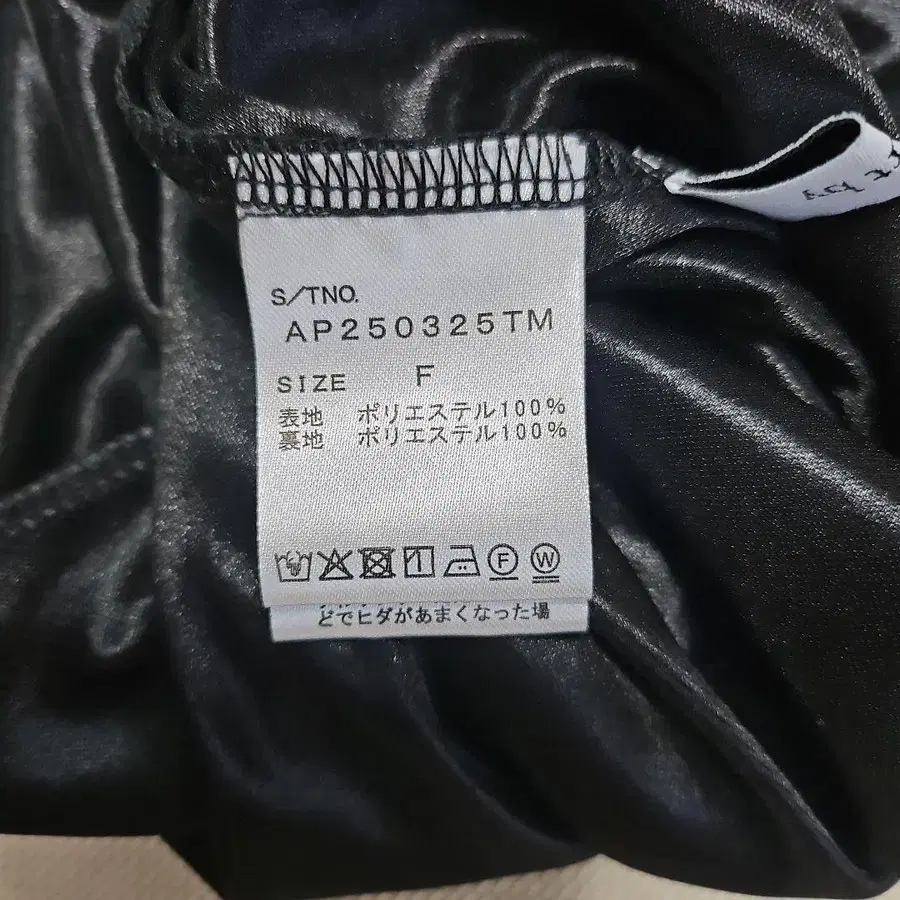 S/TNO.
AP250325TM
SIZE F
表地 ポリエステル100%
裏地 ポリエステル100%
F W
どでヒダがあまくなった場